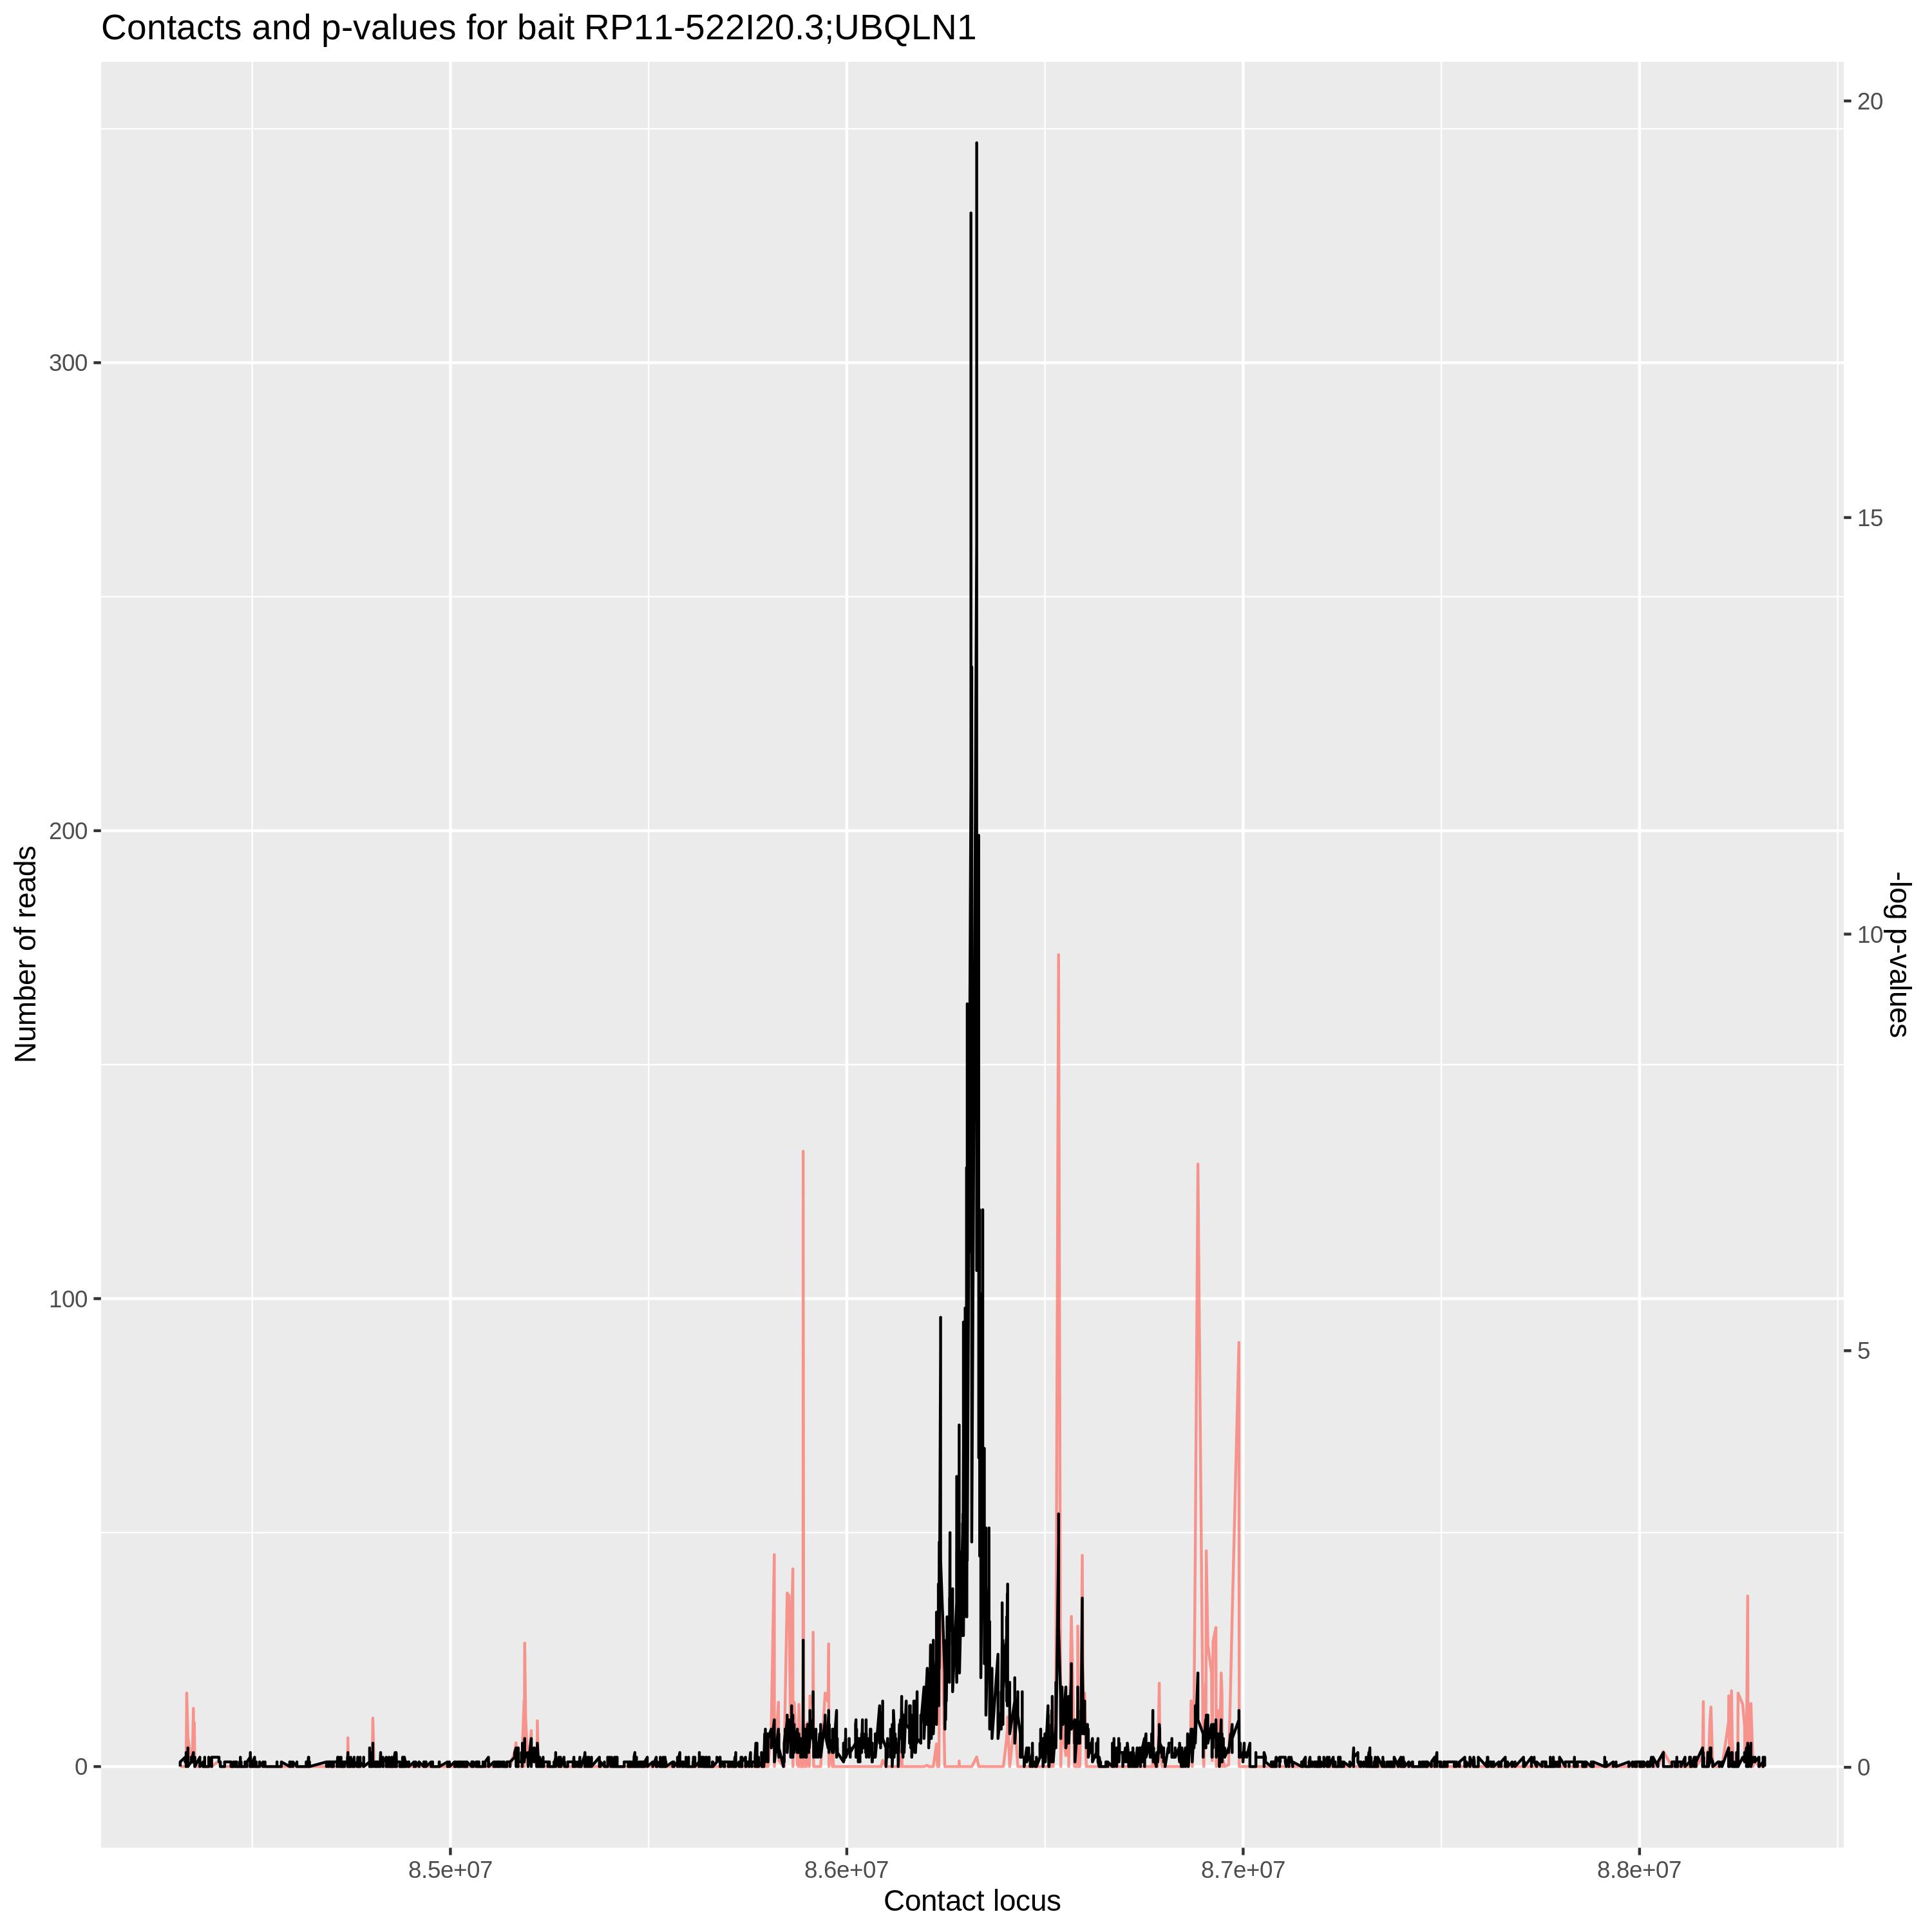 Contacts and p-values for bait RP11-522I20.3;UBQLN1
20
15
10
5
0
-log p-values
300
200
100
0
Number of reads
8.5e+07 8.6e+07 8.7e+07 8.8e+07
Contact locus